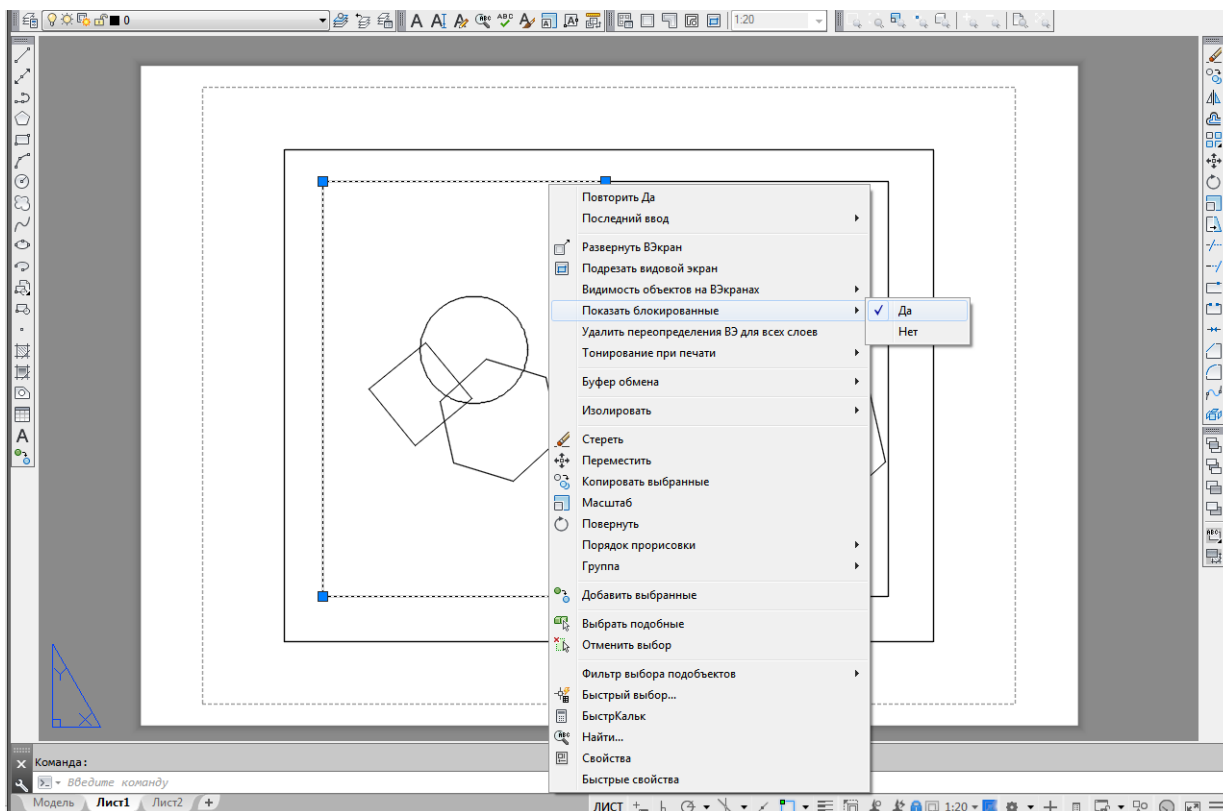 0
1:20
Повторить Да
Последний ввод
Развернуть ВЭкран
Подрезать видовой экран
Видимость объектов на ВЭкранах
Показать блокированные
Да
Удалить переопределения ВЭ для всех слоев
Нет
Тонирование при печати
Буфер обмена
Изолировать
Стереть
Переместить
Копировать выбранные
Масштаб
Повернуть
Порядок прорисовки
Группа
Добавить выбранные
Выбрать подобные
Отменить выбор
Фильтр выбора подобъектов
Быстрый выбор...
БыстрКальк
Найти...
Свойства
Быстрые свойства
Y
X
Команда:
Введите команду
Модель Лист1 Лист2 +
ЛИСТ 1:20